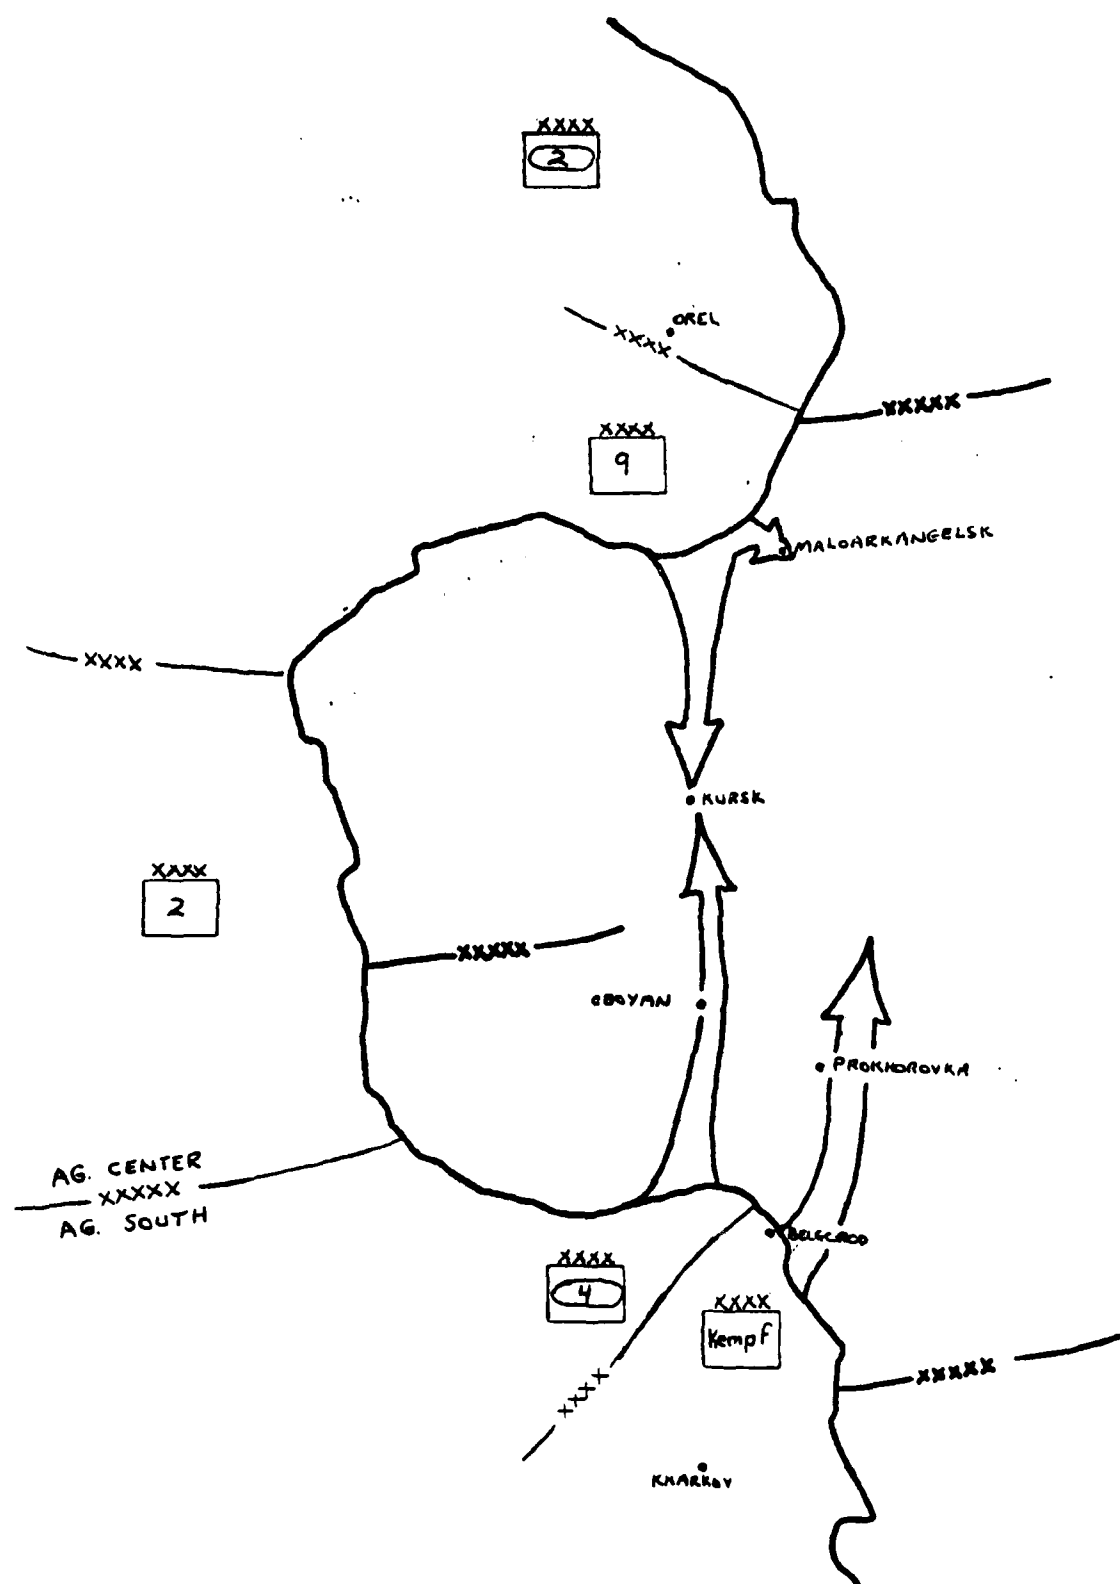 XXXX
2
OREL
XXXX
XXXXX
XXXX
9
MALOARKANGELSK
XXXX
KURSK
XXXX
2
XXXXX
OBOYAN
PROKHOROVKA
AG. CENTER
XXXXX
AG. SOUTH
BELGOROD
XXXX
4
XXXX
Kempf
XXXXX
XXXX
KHARKOV